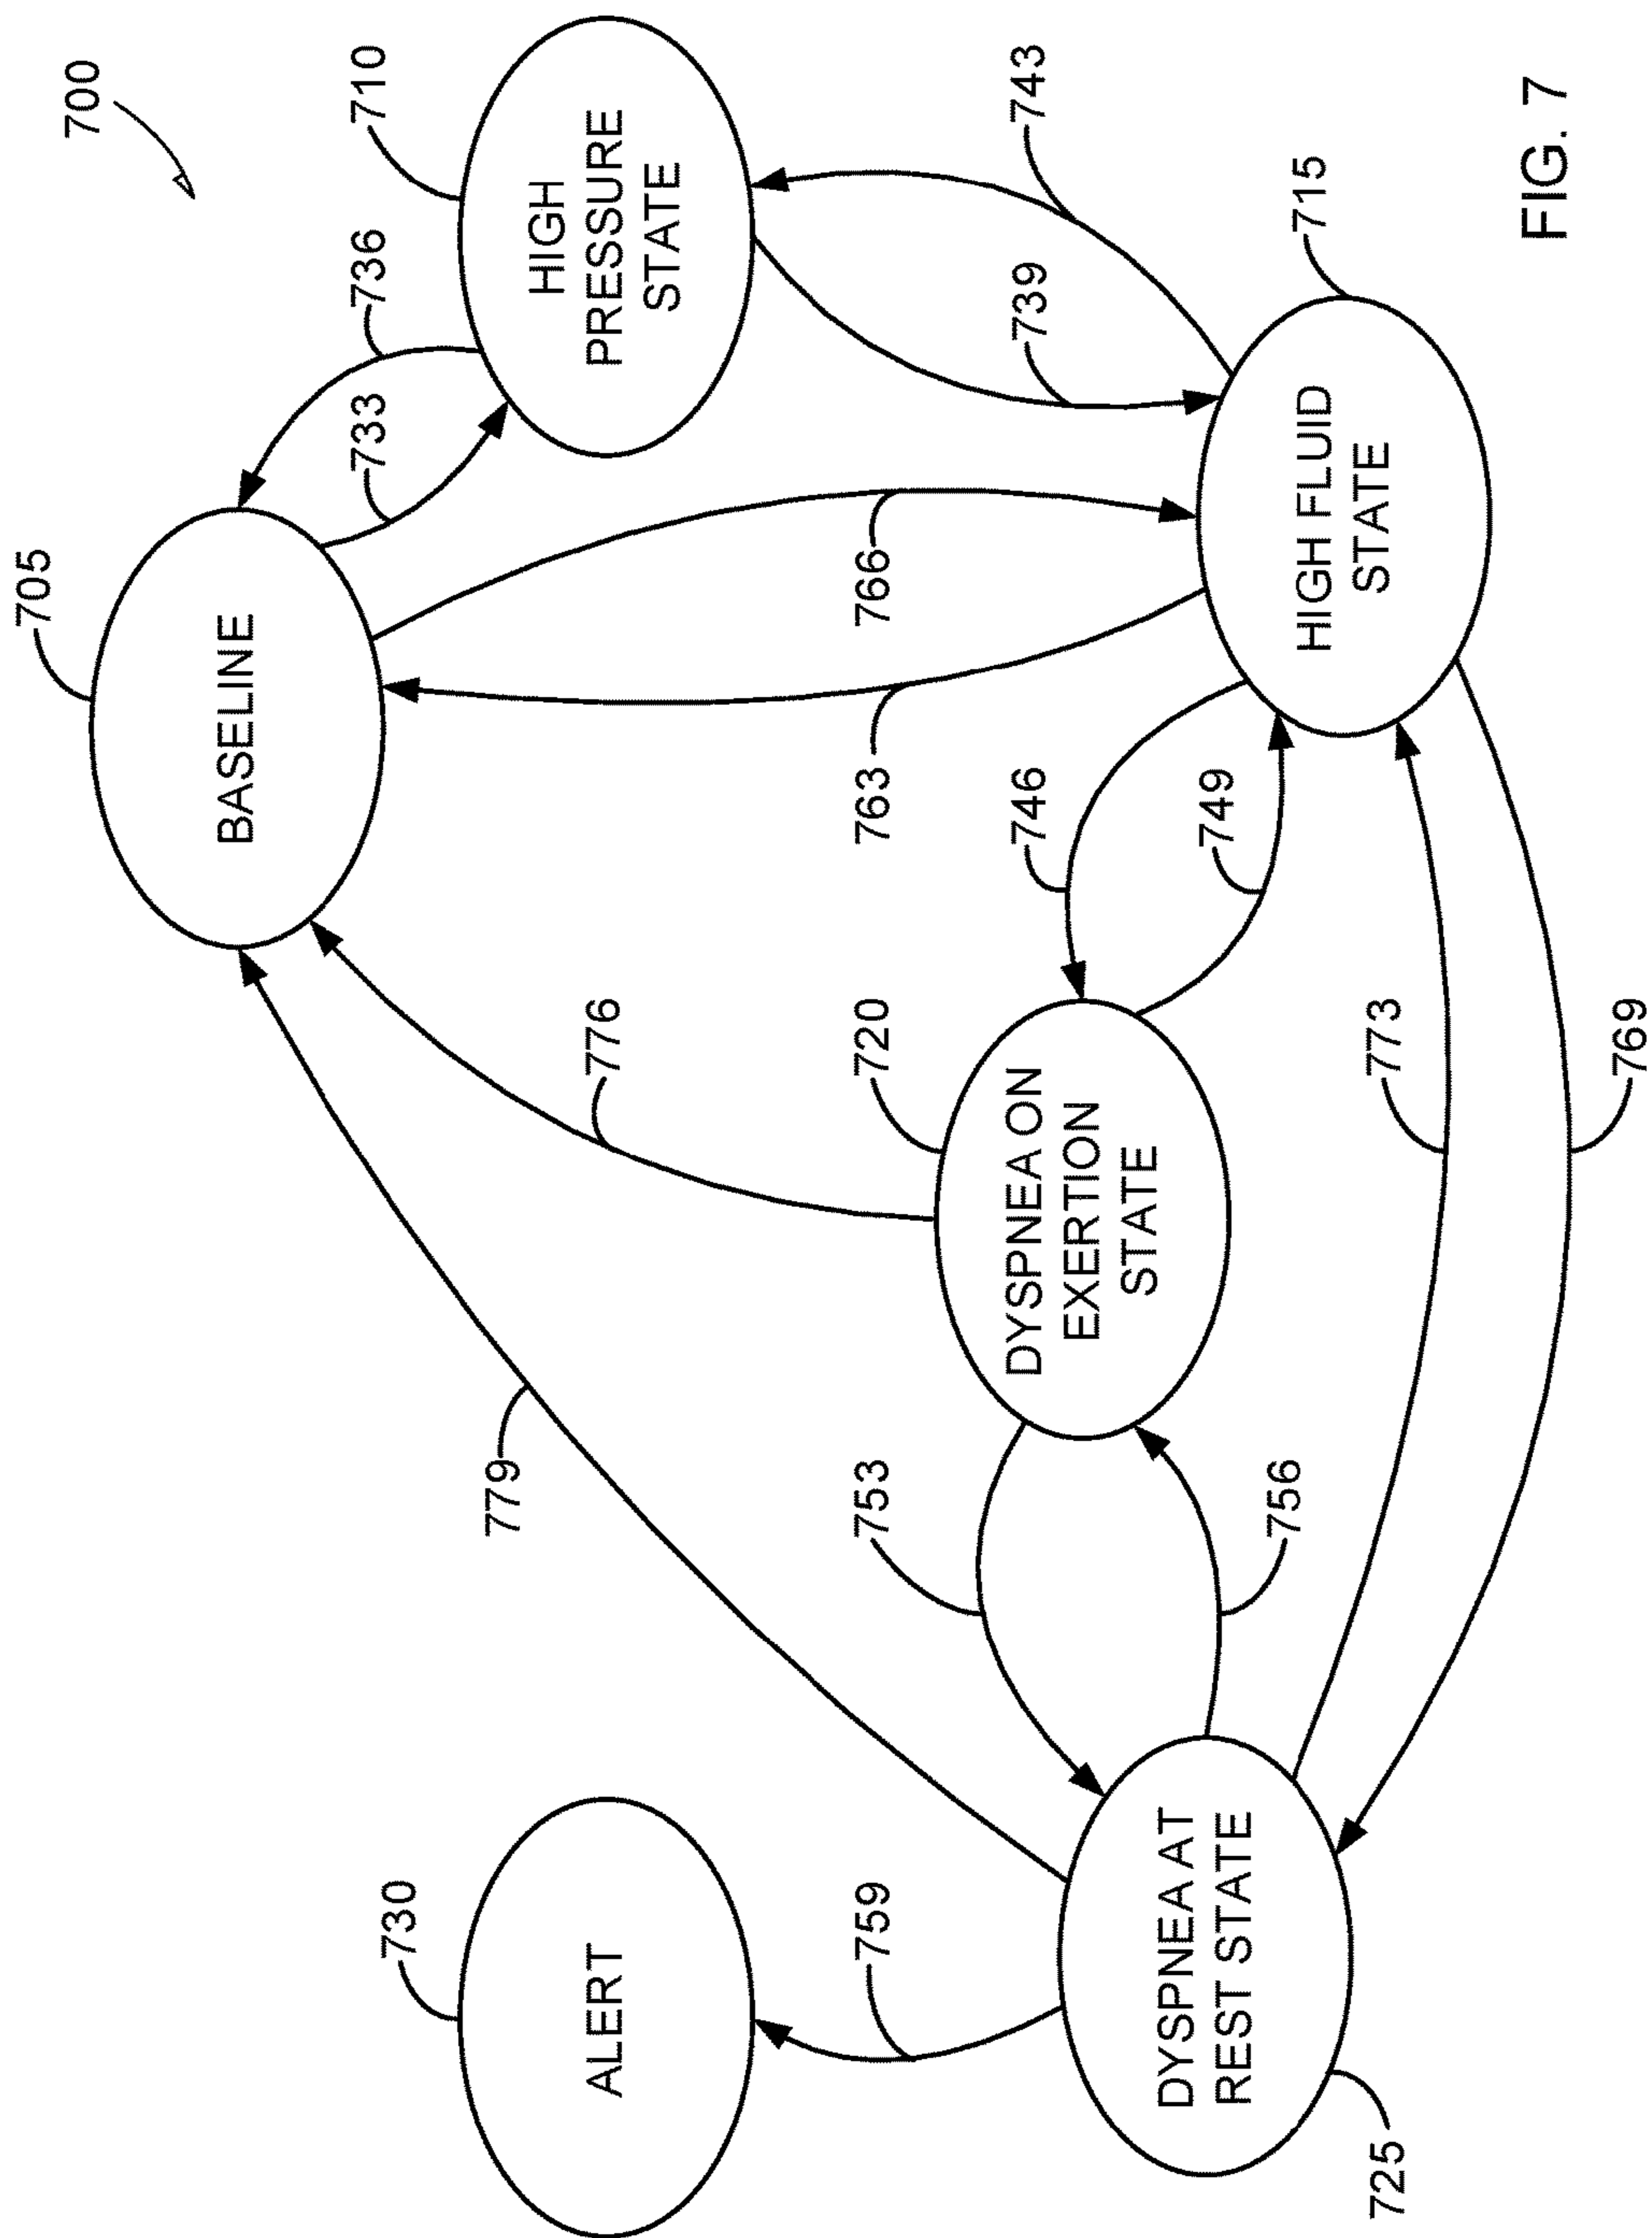 700
705
BASELINE
736
733
710
HIGH
PRESSURE
STATE
779
776
730
ALERT
766
763
739
743
753
720
DYSPNEA ON
EXERTION
STATE
746
749
759
756
715
HIGH FLUID
STATE
DYSPNEA AT
REST STATE
725
773
769
FIG. 7